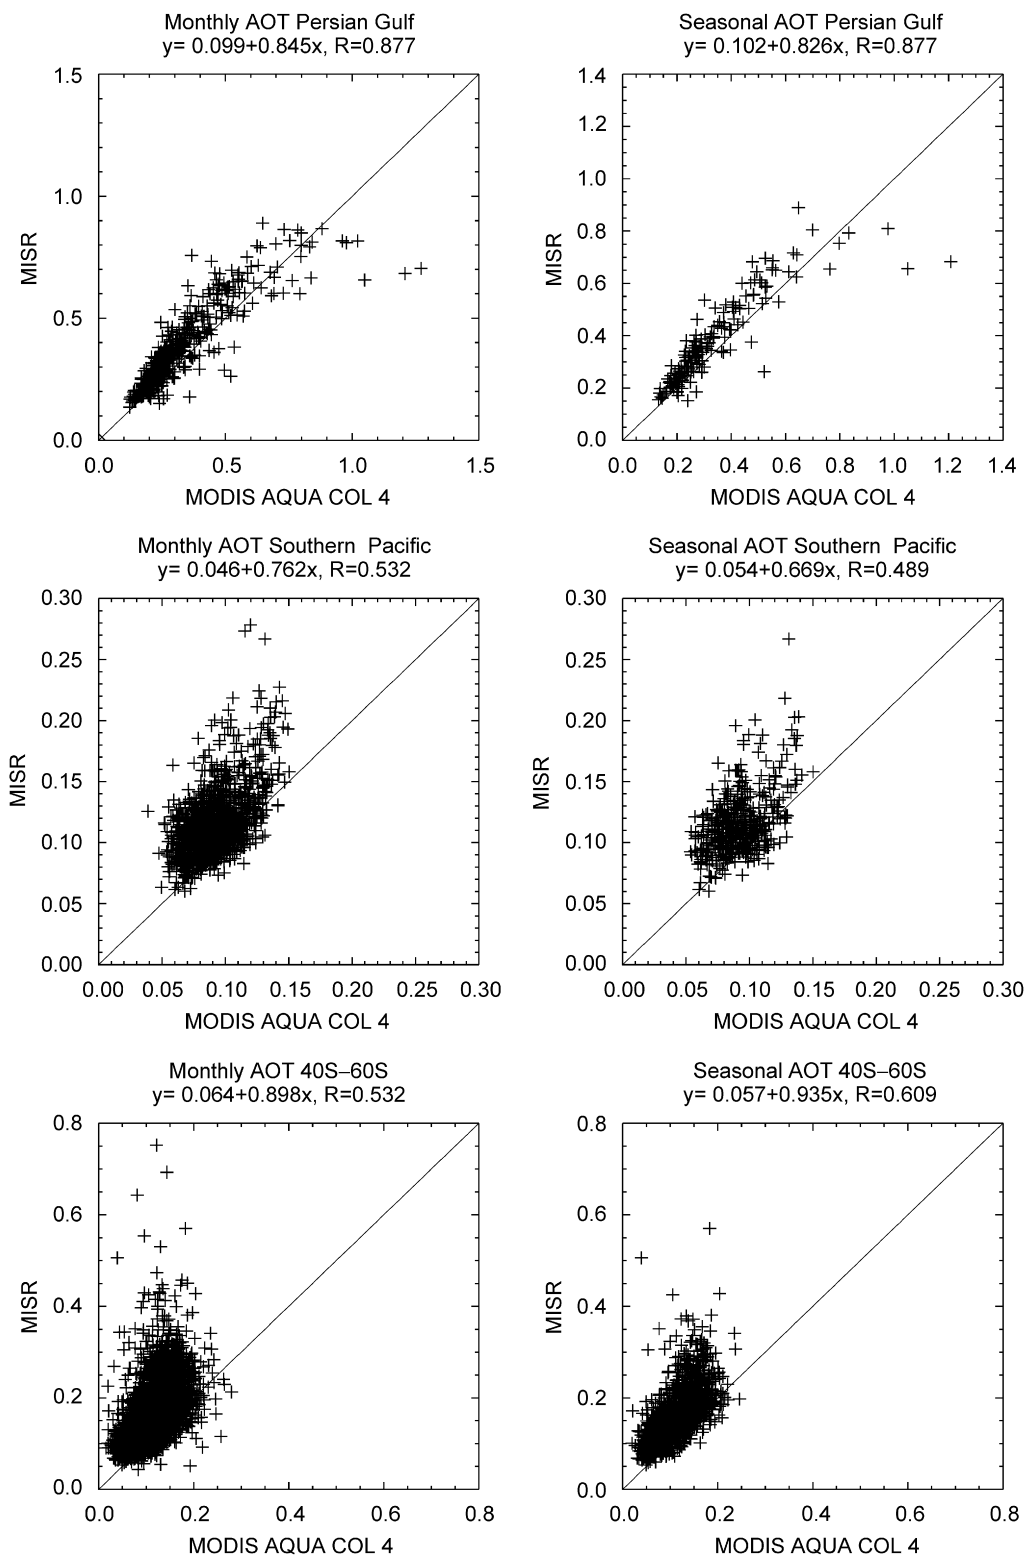 Monthly AOT Persian Gulf
y= 0.099+0.845x, R=0.877
1.5
1.0
0.5
0.0
MISR
0.0 0.5 1.0 1.5
MODIS AQUA COL 4
Seasonal AOT Persian Gulf
y= 0.102+0.826x, R=0.877
1.4
1.2
1.0
0.8
0.6
0.4
0.2
0.0
MISR
0.0 0.2 0.4 0.6 0.8 1.0 1.2 1.4
MODIS AQUA COL 4
Monthly AOT Southern Pacific
y= 0.046+0.762x, R=0.532
0.30
0.25
0.20
0.15
0.10
0.05
0.00
MISR
0.00 0.05 0.10 0.15 0.20 0.25 0.30
MODIS AQUA COL 4
Seasonal AOT Southern Pacific
y= 0.054+0.669x, R=0.489
0.30
0.25
0.20
0.15
0.10
0.05
0.00
MISR
0.00 0.05 0.10 0.15 0.20 0.25 0.30
MODIS AQUA COL 4
Monthly AOT 40S–60S
y= 0.064+0.898x, R=0.532
0.8
0.6
0.4
0.2
0.0
MISR
0.0 0.2 0.4 0.6 0.8
MODIS AQUA COL 4
Seasonal AOT 40S–60S
y= 0.057+0.935x, R=0.609
0.8
0.6
0.4
0.2
0.0
MISR
0.0 0.2 0.4 0.6 0.8
MODIS AQUA COL 4